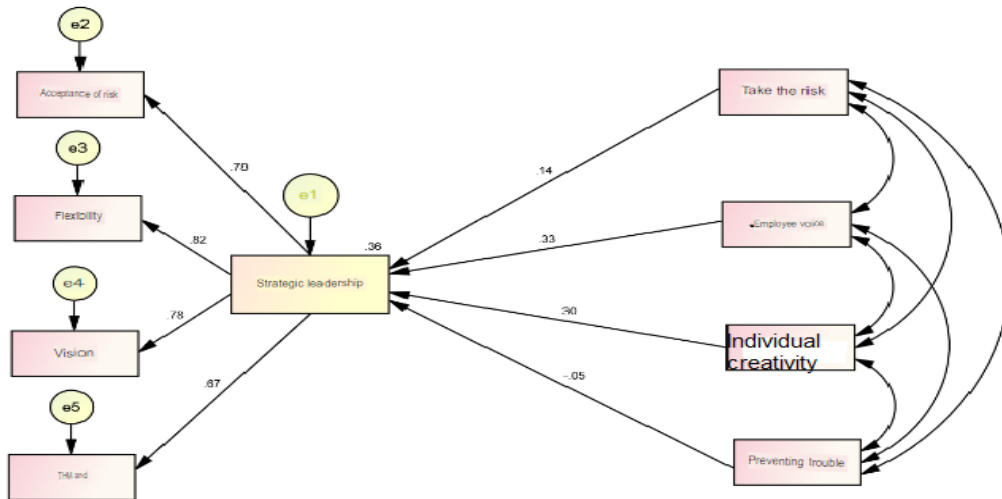 e2
Acceptance of risk
Take the risk
e3
.14
Flexibility
e1
.82
.36
.33
Employee voice
Strategic leadership
e4
.78
.30
Vision
Individual
creativity
.67
-.05
e5
Preventing trouble